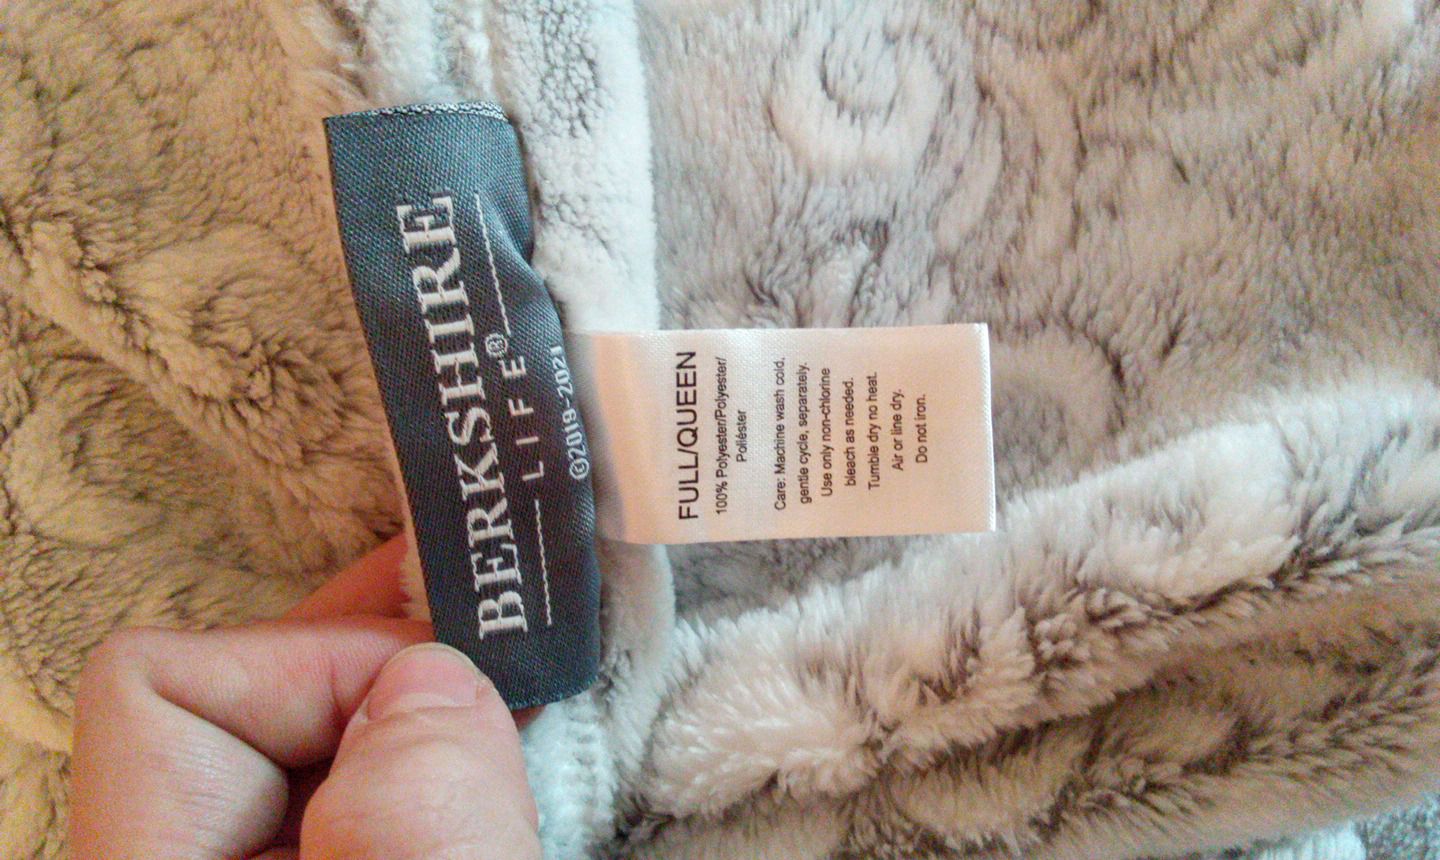 BERKSHIRE
LIFE®
©2019-2021
FULL/QUEEN
100% Polyester/Polyester/
Poliéster
Care: Machine wash cold,
gentle cycle, separately.
Use only non-chlorine
bleach as needed.
Tumble dry no heat.
Air or line dry.
Do not iron.